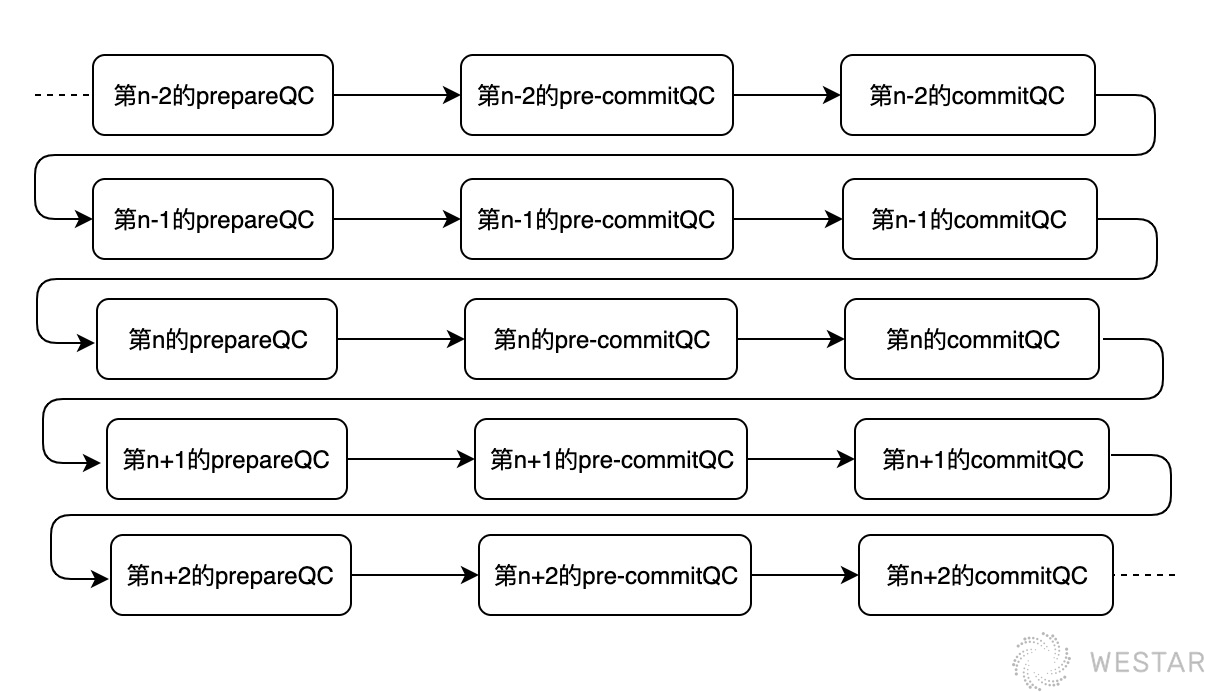 第n-2的prepareQC
第n-2的pre-commitQC
第n-2的commitQC
第n-1的prepareQC
第n-1的pre-commitQC
第n-1的commitQC
第n的prepareQC
第n的pre-commitQC
第n的commitQC
第n+1的prepareQC
第n+1的pre-commitQC
第n+1的commitQC
第n+2的prepareQC
第n+2的pre-commitQC
第n+2的commitQC
WESTAR